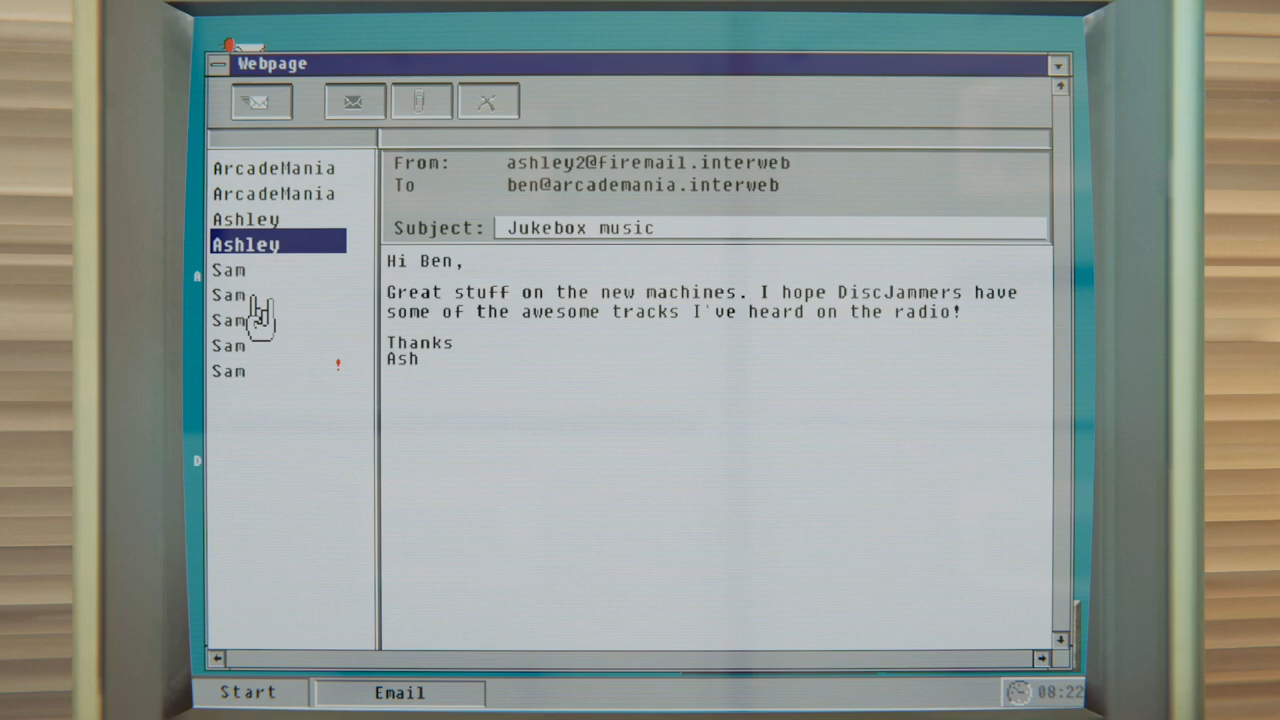 Webpage
ArcadeMania
ArcadeMania
Ashley
Ashley
Sam
Sam
Sam
Sam
Sam !
From: ashley2@firemail.interweb
To ben@arcademania.interweb
Subject: Jukebox music
Hi Ben,
Great stuff on the new machines. I hope DiscJammers have
some of the awesome tracks I've heard on the radio!
Thanks
Ash
A
D
Start
Email
08:22